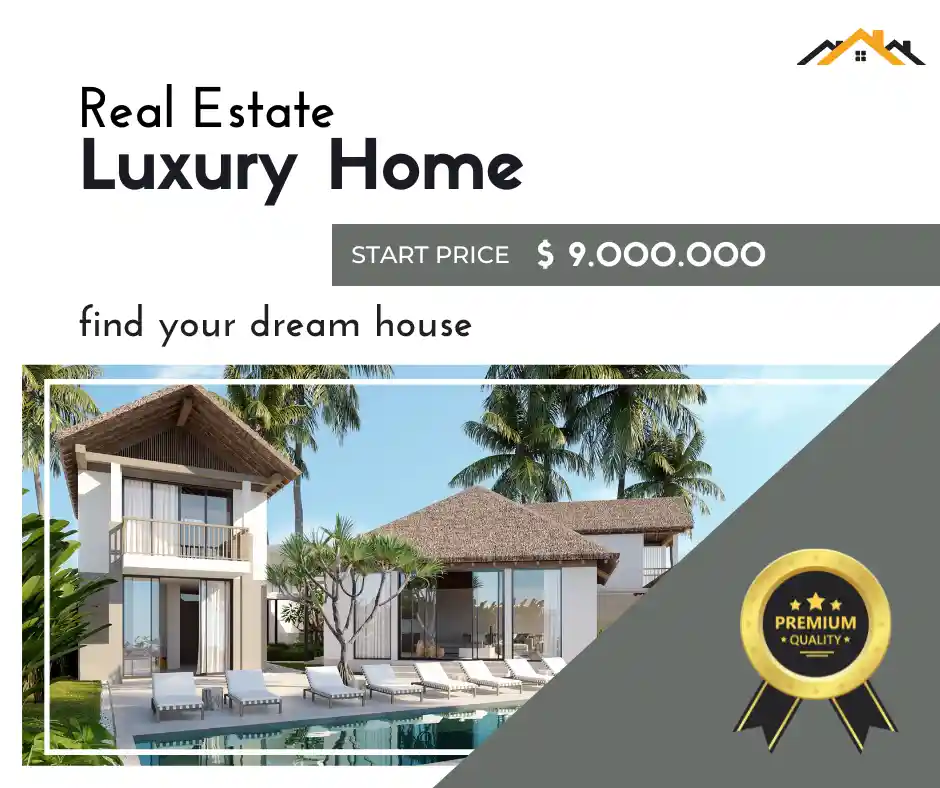 Real Estate
Luxury Home
START PRICE $ 9.000.000
find your dream house
PREMIUM
QUALITY